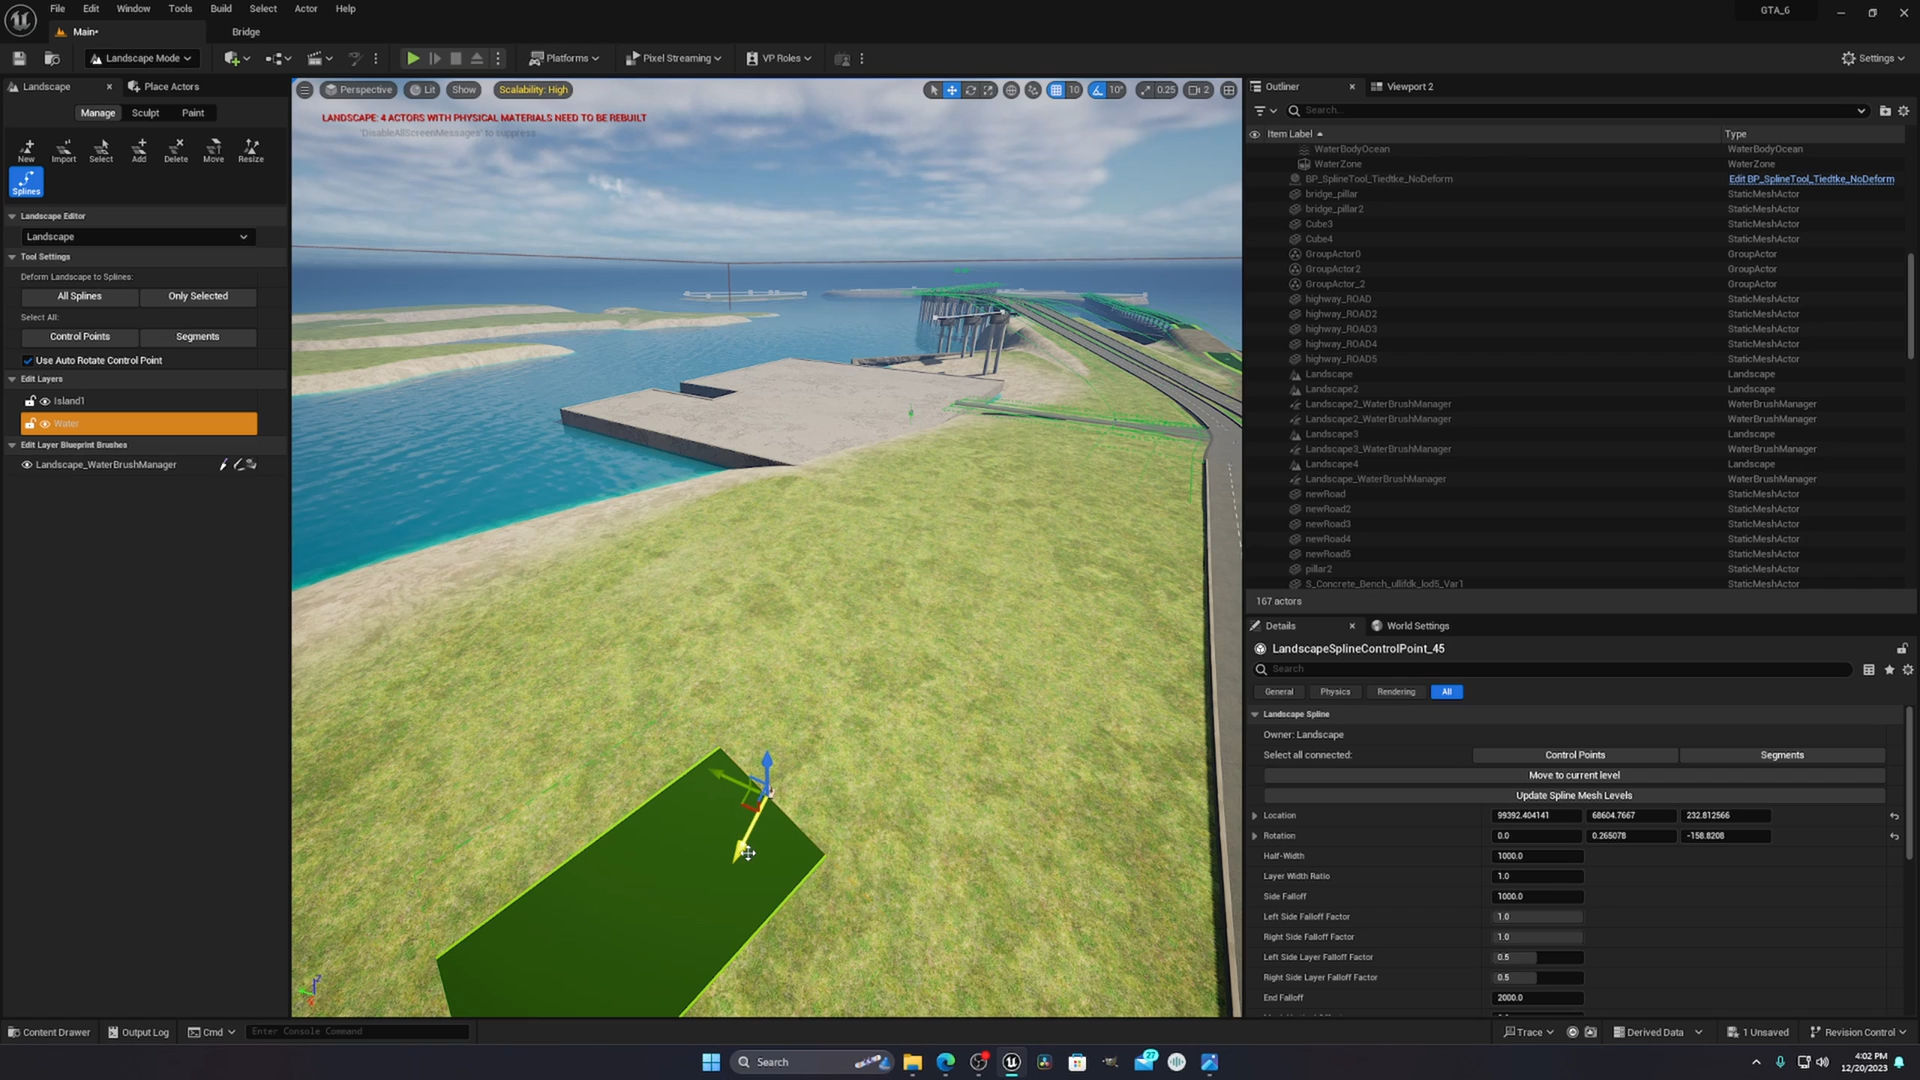 File Edit Window Tools Build Select Actor Help
GTA_6
Main•
Bridge
Landscape Mode
Platforms
Pixel Streaming
VP Roles
Settings
Landscape
Place Actors
Manage Sculpt Paint
New Import Select Add Delete Move Resize
Splines
Landscape Editor
Landscape
Tool Settings
Deform Landscape to Splines:
All Splines Only Selected
Select All:
Control Points Segments
Use Auto Rotate Control Point
Edit Layers
Island1
Water
Edit Layer Blueprint Brushes
Landscape_WaterBrushManager
Perspective Lit Show Scalability: High
10 10° 0.25 2
LANDSCAPE: 4 ACTORS WITH PHYSICAL MATERIALS NEED TO BE REBUILT
'DisableAllScreenMessages' to suppress
Outliner
Viewport 2
Search...
Item Label Type
WaterBodyOcean WaterBodyOcean
WaterZone WaterZone
BP_SplineTool_Tiedtke_NoDeform Edit BP_SplineTool_Tiedtke_NoDeform
bridge_pillar StaticMeshActor
bridge_pillar2 StaticMeshActor
Cube3 StaticMeshActor
Cube4 StaticMeshActor
GroupActor0 GroupActor
GroupActor2 GroupActor
GroupActor_2 GroupActor
highway_ROAD StaticMeshActor
highway_ROAD2 StaticMeshActor
highway_ROAD3 StaticMeshActor
highway_ROAD4 StaticMeshActor
highway_ROAD5 StaticMeshActor
Landscape Landscape
Landscape2 Landscape
Landscape2_WaterBrushManager WaterBrushManager
Landscape2_WaterBrushManager WaterBrushManager
Landscape3 Landscape
Landscape3_WaterBrushManager WaterBrushManager
Landscape4 Landscape
Landscape_WaterBrushManager WaterBrushManager
newRoad StaticMeshActor
newRoad2 StaticMeshActor
newRoad3 StaticMeshActor
newRoad4 StaticMeshActor
newRoad5 StaticMeshActor
pillar2 StaticMeshActor
S_Concrete_Bench_ullifdk_lod5_Var1 StaticMeshActor
167 actors
Details
World Settings
LandscapeSplineControlPoint_45
Search
General Physics Rendering All
Landscape Spline
Owner: Landscape
Select all connected: Control Points Segments
Move to current level
Update Spline Mesh Levels
Location 99392.404141 68604.7667 232.812566
Rotation 0.0 0.265078 -158.8208
Half-Width 1000.0
Layer Width Ratio 1.0
Side Falloff 1000.0
Left Side Falloff Factor 1.0
Right Side Falloff Factor 1.0
Left Side Layer Falloff Factor 0.5
Right Side Layer Falloff Factor 0.5
End Falloff 2000.0
Content Drawer Output Log Cmd Enter Console Command
Trace Derived Data 1 Unsaved Revision Control
Search
27
4:02 PM
12/20/2023